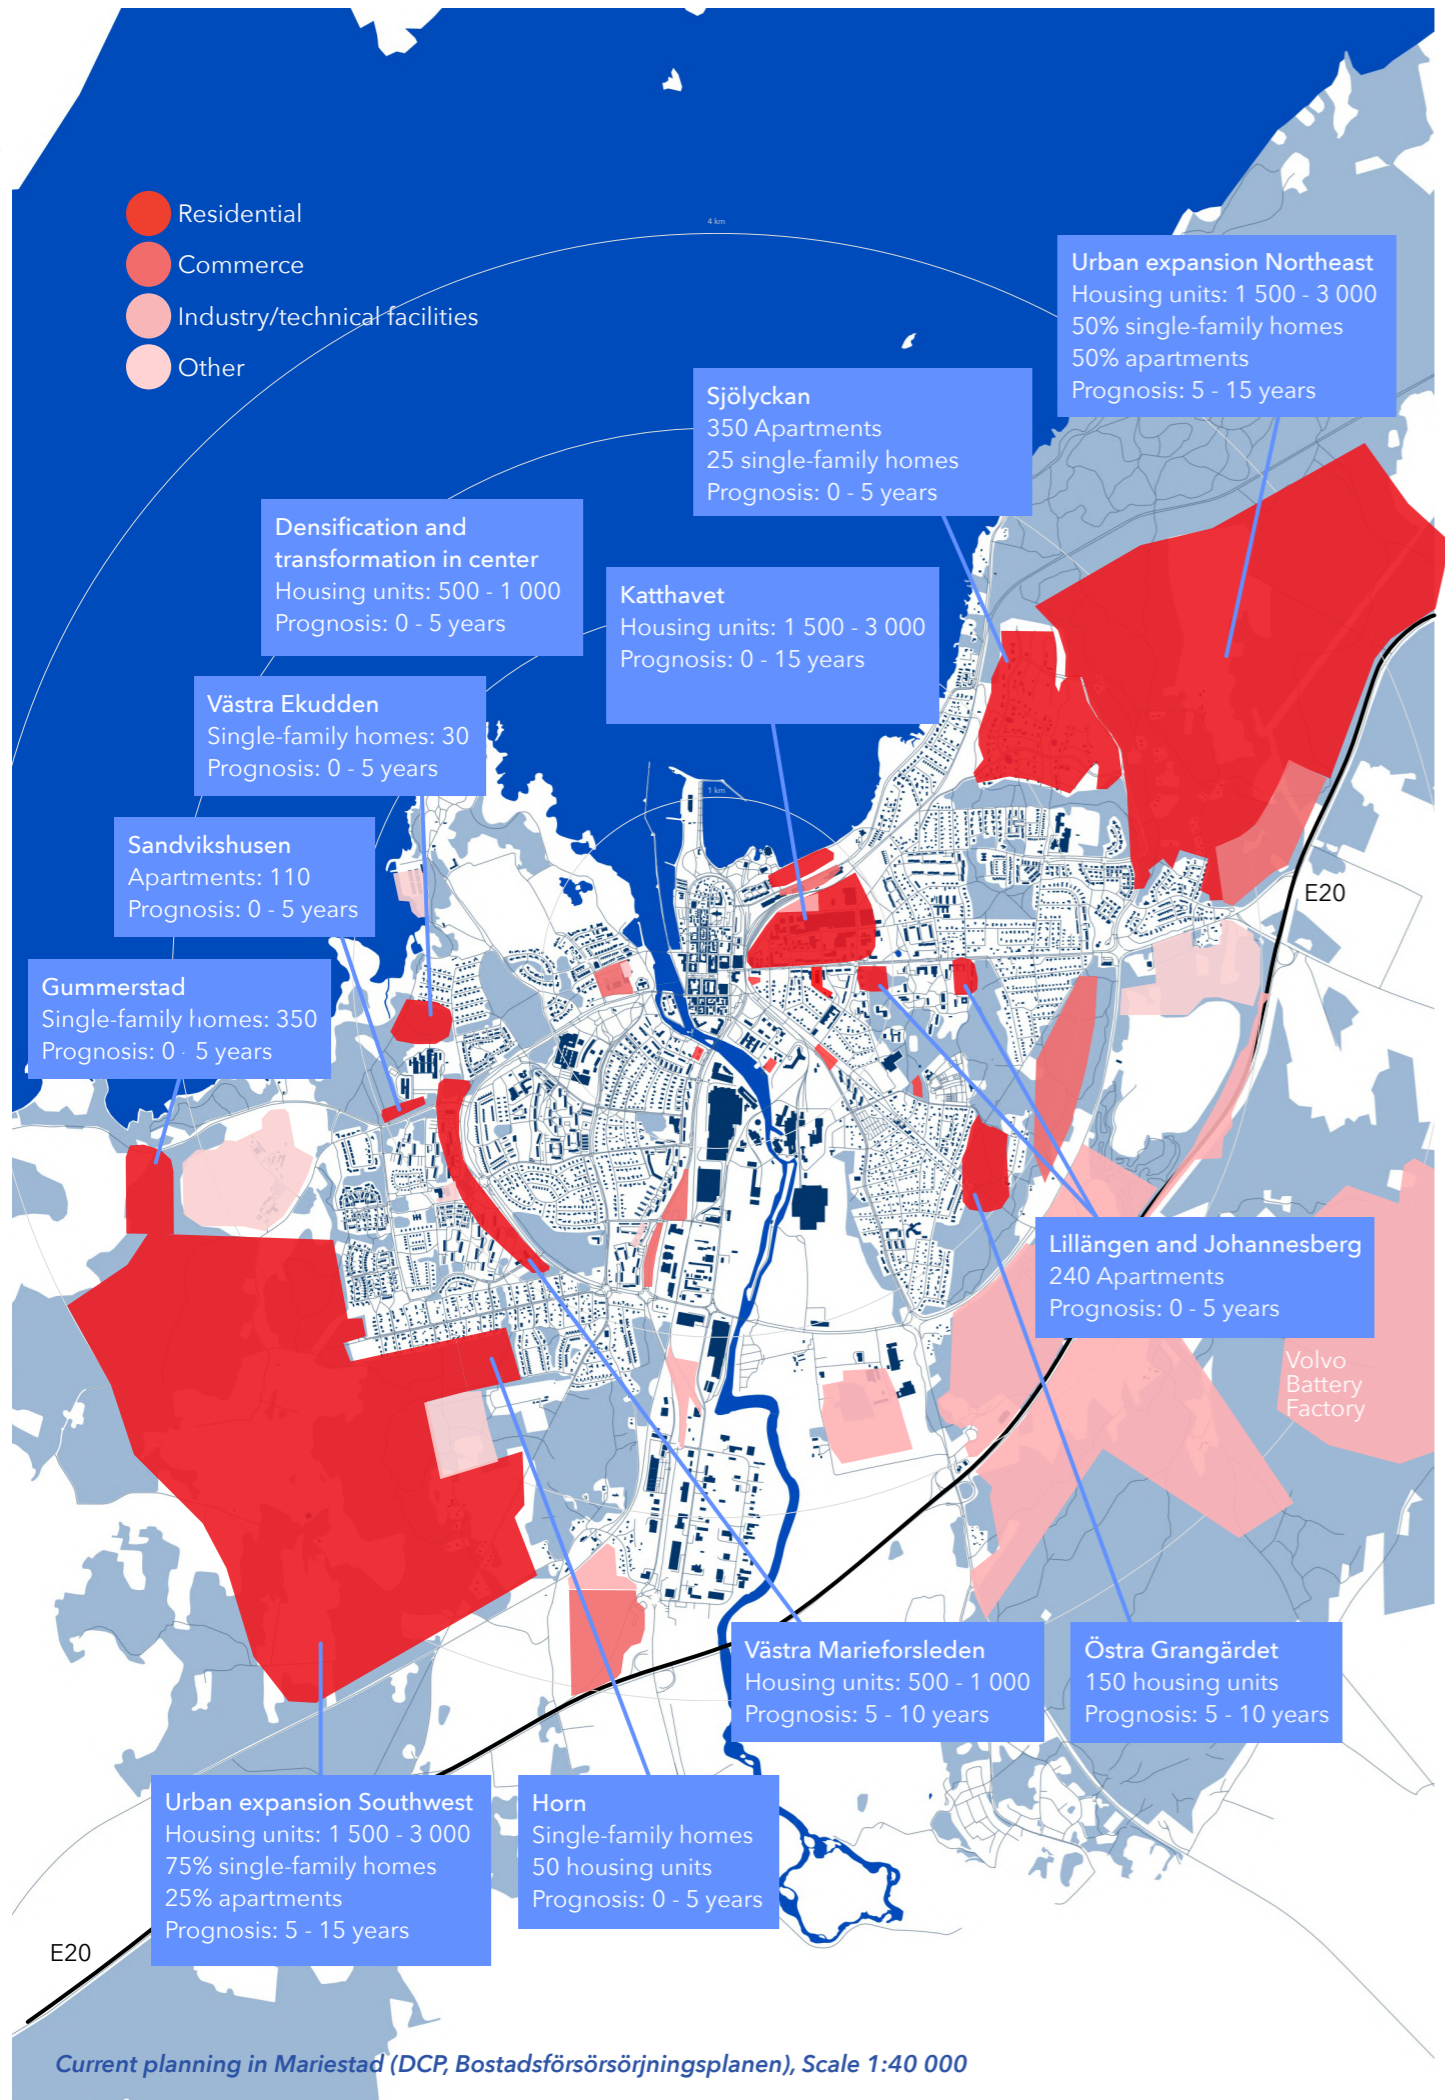 4 km
Residential
Commerce
Industry/technical facilities
Other
Urban expansion Northeast
Housing units: 1 500 - 3 000
50% single-family homes
50% apartments
Prognosis: 5 - 15 years
Sjölyckan
350 Apartments
25 single-family homes
Prognosis: 0 - 5 years
Densification and
transformation in center
Housing units: 500 - 1 000
Prognosis: 0 - 5 years
Katthavet
Housing units: 1 500 - 3 000
Prognosis: 0 - 15 years
Västra Ekudden
Single-family homes: 30
Prognosis: 0 - 5 years
1 km
Sandvikshusen
Apartments: 110
Prognosis: 0 - 5 years
E20
Gummerstad
Single-family homes: 350
Prognosis: 0 - 5 years
Lillängen and Johannesberg
240 Apartments
Prognosis: 0 - 5 years
Volvo
Battery
Factory
Västra Marieforsleden
Housing units: 500 - 1 000
Prognosis: 5 - 10 years
Östra Grangärdet
150 housing units
Prognosis: 5 - 10 years
Urban expansion Southwest
Housing units: 1 500 - 3 000
75% single-family homes
25% apartments
Prognosis: 5 - 15 years
Horn
Single-family homes
50 housing units
Prognosis: 0 - 5 years
E20
Current planning in Mariestad (DCP, Bostadsförsörsörjningsplanen), Scale 1:40 000